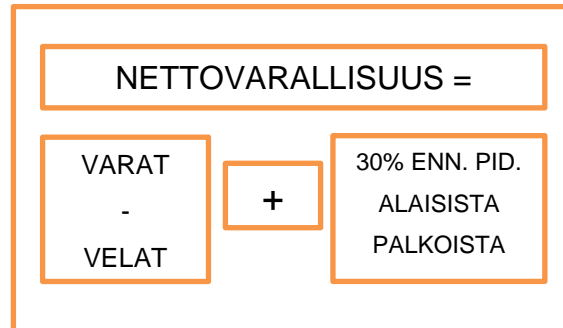 NETTOVARALLISUUS =
VARAT
-
VELAT
+
30% ENN. PID.
ALAISISTA
PALKOISTA